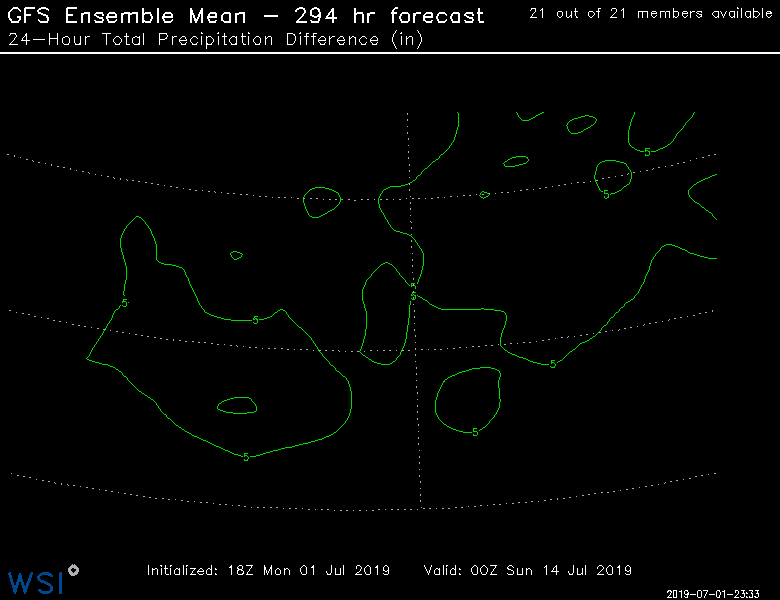 GFS Ensemble Mean – 294 hr forecast
21 out of 21 members available
24–Hour Total Precipitation Difference (in)
5
5
5
5
5
5
5
5
5
5
WSI
Initialized: 18Z Mon 01 Jul 2019 Valid: 00Z Sun 14 Jul 2019
2019–07–01–23:33